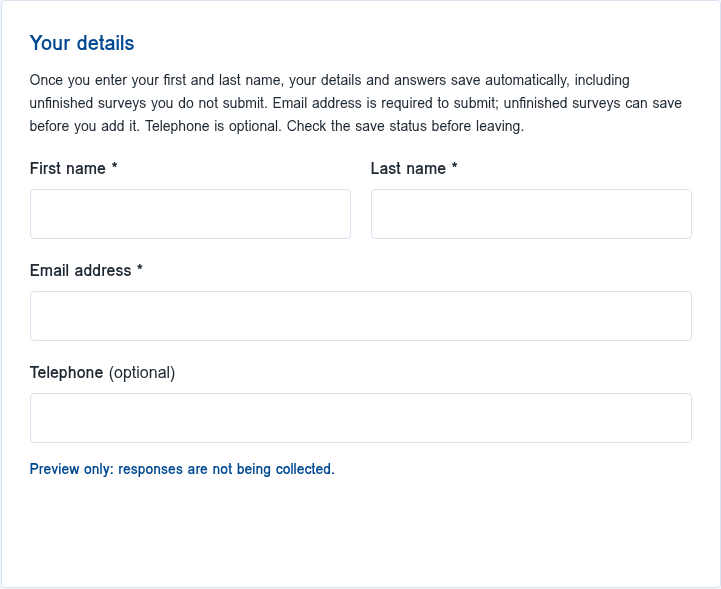 Your details
Once you enter your first and last name, your details and answers save automatically, including
unfinished surveys you do not submit. Email address is required to submit; unfinished surveys can save
before you add it. Telephone is optional. Check the save status before leaving.
First name *
Last name *
Email address *
Telephone (optional)
Preview only: responses are not being collected.